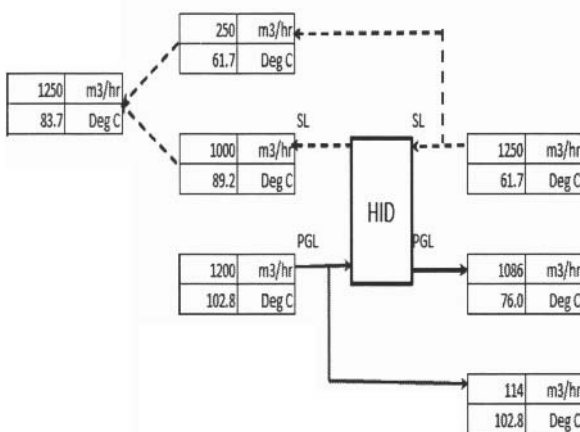 250 m3/hr
61.7 Deg C
1250 m3/hr
83.7 Deg C
SL
SL
1000 m3/hr
89.2 Deg C
1250 m3/hr
61.7 Deg C
HID
PGL
PGL
1200 m3/hr
102.8 Deg C
1086 m3/hr
76.0 Deg C
114 m3/hr
102.8 Deg C